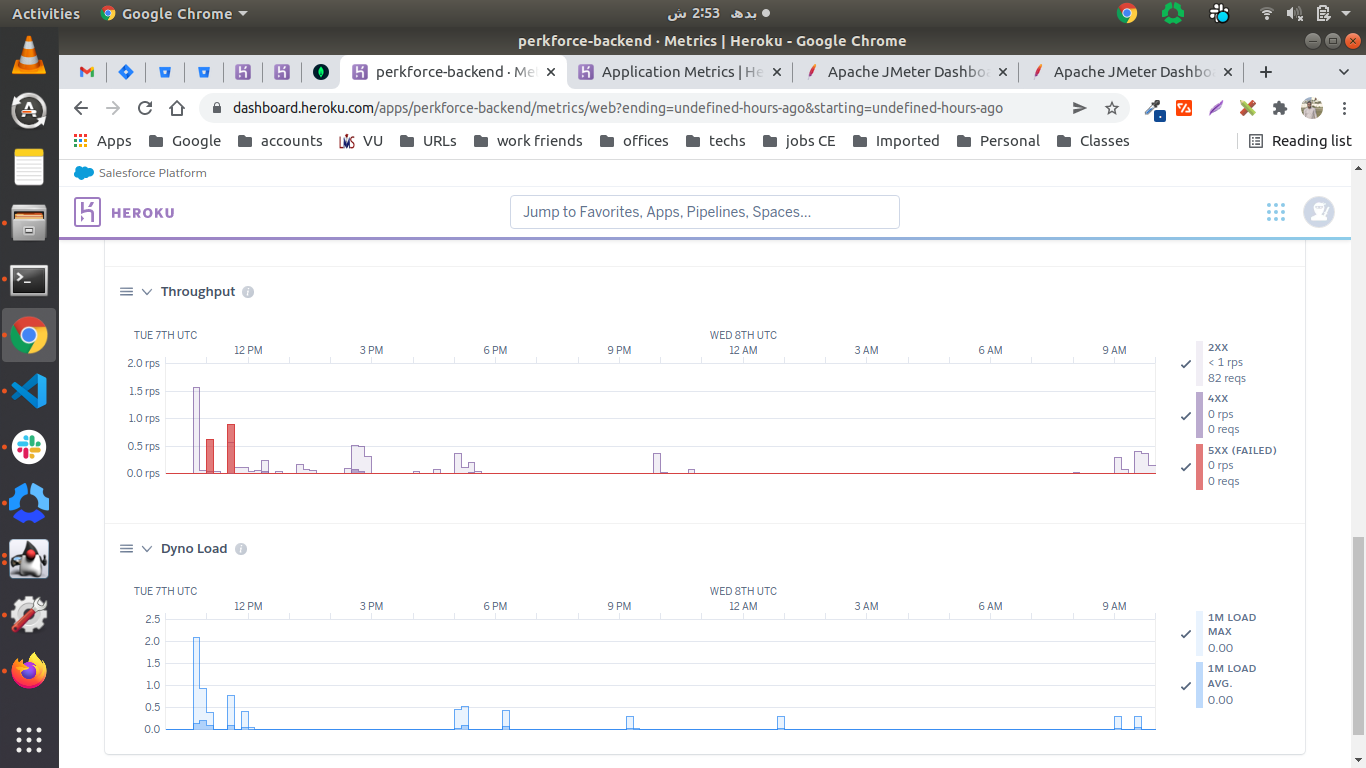 Activities Google Chrome بدھ 2:53 ش
perkforce-backend · Metrics | Heroku - Google Chrome
perkforce-backend · Me Application Metrics | He Apache JMeter Dashboa Apache JMeter Dashboa
dashboard.heroku.com/apps/perkforce-backend/metrics/web?ending=undefined-hours-ago&starting=undefined-hours-ago
Apps Google accounts VU URLs work friends offices techs jobs CE Imported Personal Classes Reading list
Salesforce Platform
HEROKU Jump to Favorites, Apps, Pipelines, Spaces...
Throughput
TUE 7TH UTC WED 8TH UTC
12 PM 3 PM 6 PM 9 PM 12 AM 3 AM 6 AM 9 AM
2.0 rps
1.5 rps
1.0 rps
0.5 rps
0.0 rps
2XX
< 1 rps
82 reqs
4XX
0 rps
0 reqs
5XX (FAILED)
0 rps
0 reqs
Dyno Load
TUE 7TH UTC WED 8TH UTC
12 PM 3 PM 6 PM 9 PM 12 AM 3 AM 6 AM 9 AM
2.5
2.0
1.5
1.0
0.5
0.0
1M LOAD
MAX
0.00
1M LOAD
AVG.
0.00